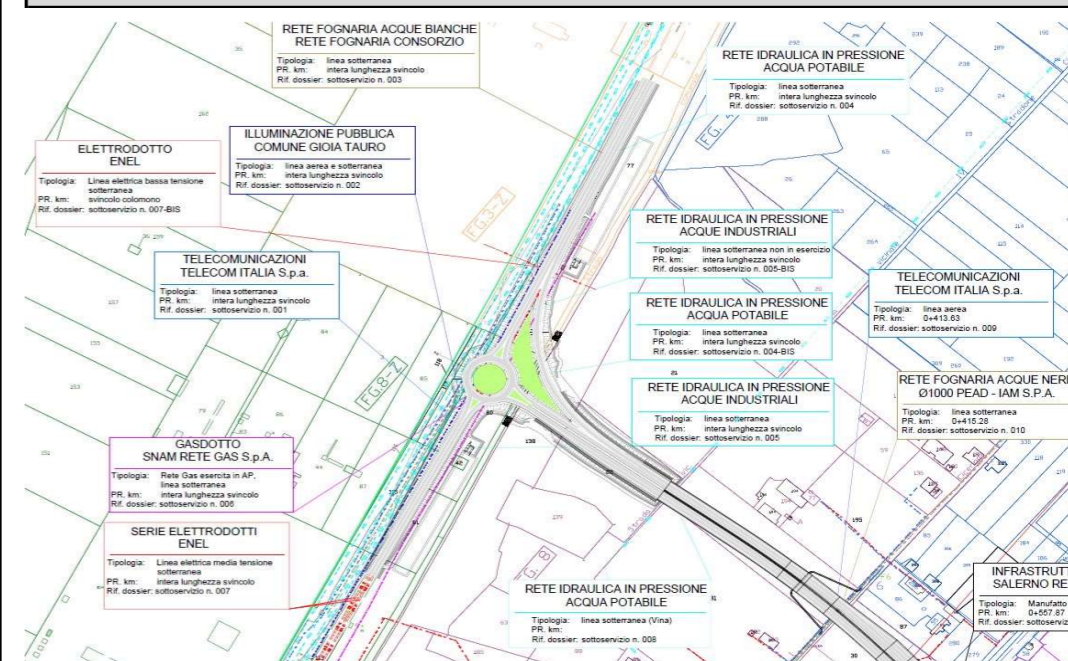 RETE FOGNARIA ACQUE BIANCHE
RETE FOGNARIA CONSORZIO
Tipologia: linea sotterranea
PR. km: intera lunghezza svincolo
Rif. dossier: sottoservizio n. 003
RETE IDRAULICA IN PRESSIONE
ACQUA POTABILE
Tipologia: linea sotterranea
PR. km: intera lunghezza svincolo
Rif. dossier: sottoservizio n. 004
ILLUMINAZIONE PUBBLICA
COMUNE GIOIA TAURO
Tipologia: linea aerea e sotterranea
PR. km: intera lunghezza svincolo
Rif. dossier: sottoservizio n. 002
ELETTRODOTTO
ENEL
Tipologia: Linea elettrica bassa tensione
sotterranea
PR. km: svincolo colomono
Rif. dossier: sottoservizio n. 007-BIS
RETE IDRAULICA IN PRESSIONE
ACQUE INDUSTRIALI
Tipologia: linea sotterranea non in esercizio
PR. km: intera lunghezza svincolo
Rif. dossier: sottoservizio n. 005-BIS
TELECOMUNICAZIONI
TELECOM ITALIA S.p.a.
Tipologia: linea sotterranea
PR. km: intera lunghezza svincolo
Rif. dossier: sottoservizio n. 001
TELECOMUNICAZIONI
TELECOM ITALIA S.p.a.
Tipologia: linea aerea
PR. km: 0+413.63
Rif. dossier: sottoservizio n. 009
RETE IDRAULICA IN PRESSIONE
ACQUA POTABILE
Tipologia: linea sotterranea
PR. km: intera lunghezza svincolo
Rif. dossier: sottoservizio n. 004-BIS
RETE IDRAULICA IN PRESSIONE
ACQUE INDUSTRIALI
Tipologia: linea sotterranea
PR. km: intera lunghezza svincolo
Rif. dossier: sottoservizio n. 005
RETE FOGNARIA ACQUE NERE
Ø1000 PEAD - IAM S.P.A.
Tipologia: linea sotterranea
PR. km: 0+415.28
Rif. dossier: sottoservizio n. 010
GASDOTTO
SNAM RETE GAS S.p.A.
Tipologia: Rete Gas esercita in AP,
linea sotterranea
PR. km: intera lunghezza svincolo
Rif. dossier: sottoservizio n. 006
SERIE ELETTRODOTTI
ENEL
Tipologia: Linea elettrica media tensione
sotterranea
PR. km: intera lunghezza svincolo
Rif. dossier: sottoservizio n. 007
RETE IDRAULICA IN PRESSIONE
ACQUA POTABILE
Tipologia: linea sotterranea (Vina)
PR. km:
Rif. dossier: sottoservizio n. 008
INFRASTRUT
SALERNO RE
Tipologia: Manufatto
PR. km: 0+557.87
Rif. dossier: sottoserviz
FG.3-Z
FG.8-Z
77
138
195